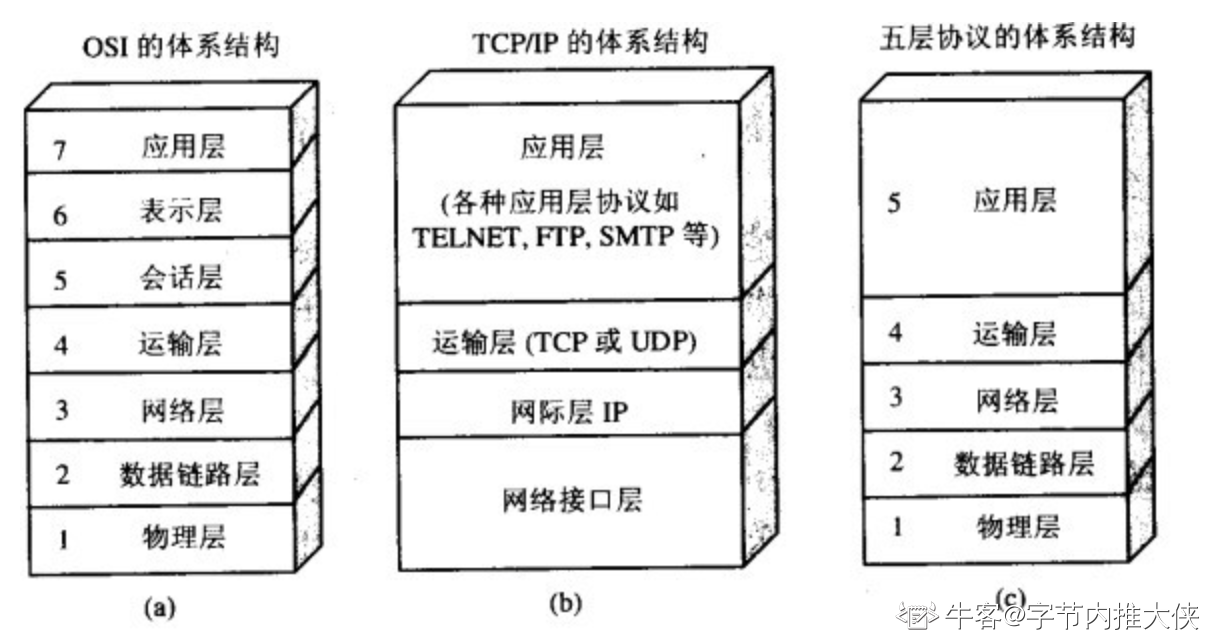 OSI 的体系结构
7 应用层
6 表示层
5 会话层
4 运输层
3 网络层
2 数据链路层
1 物理层
(a)
TCP/IP 的体系结构
应用层
(各种应用层协议如
TELNET, FTP, SMTP 等)
运输层 (TCP 或 UDP)
网际层 IP
网络接口层
(b)
五层协议的体系结构
5 应用层
4 运输层
3 网络层
2 数据链路层
1 物理层
(c)
牛客@字节内推大侠